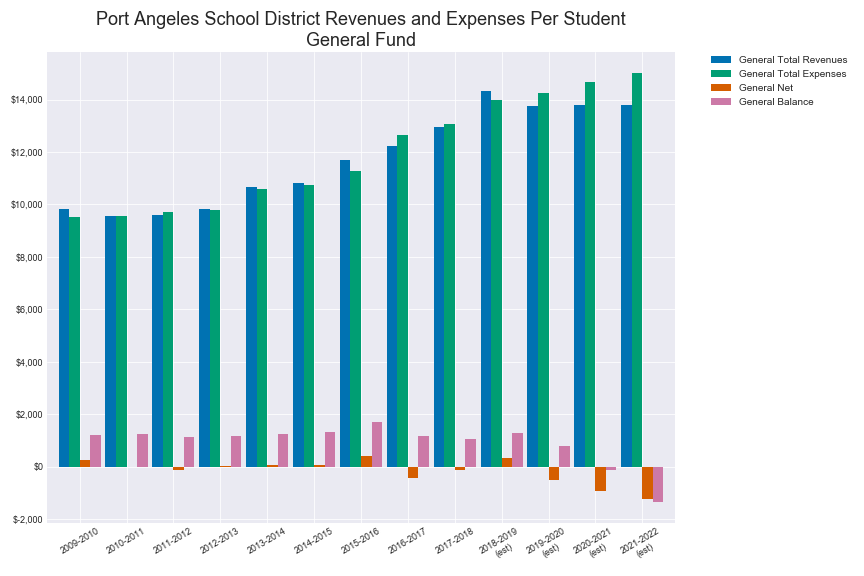 Port Angeles School District Revenues and Expenses Per Student
General Fund
General Total Revenues
General Total Expenses
General Net
General Balance
$14,000
$12,000
$10,000
$8,000
$6,000
$4,000
$2,000
$0
$-2,000
2009-2010
2010-2011
2011-2012
2012-2013
2013-2014
2014-2015
2015-2016
2016-2017
2017-2018
2018-2019
(est)
2019-2020
(est)
2020-2021
(est)
2021-2022
(est)